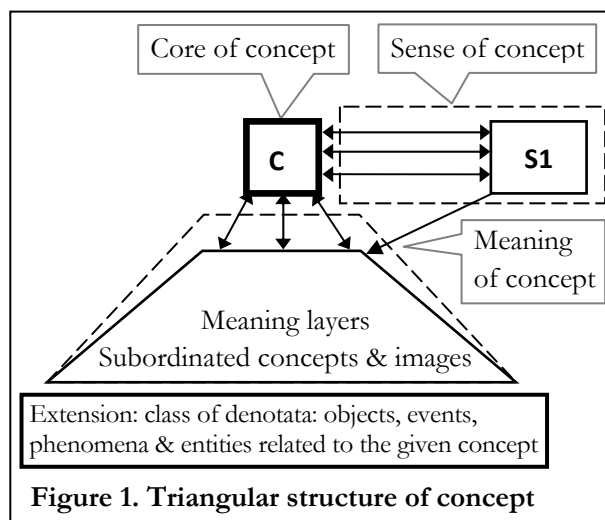 Core of concept
Sense of concept
C
S1
Meaning
of concept
Meaning layers
Subordinated concepts & images
Extension: class of denotata: objects, events,
phenomena & entities related to the given concept
Figure 1. Triangular structure of concept